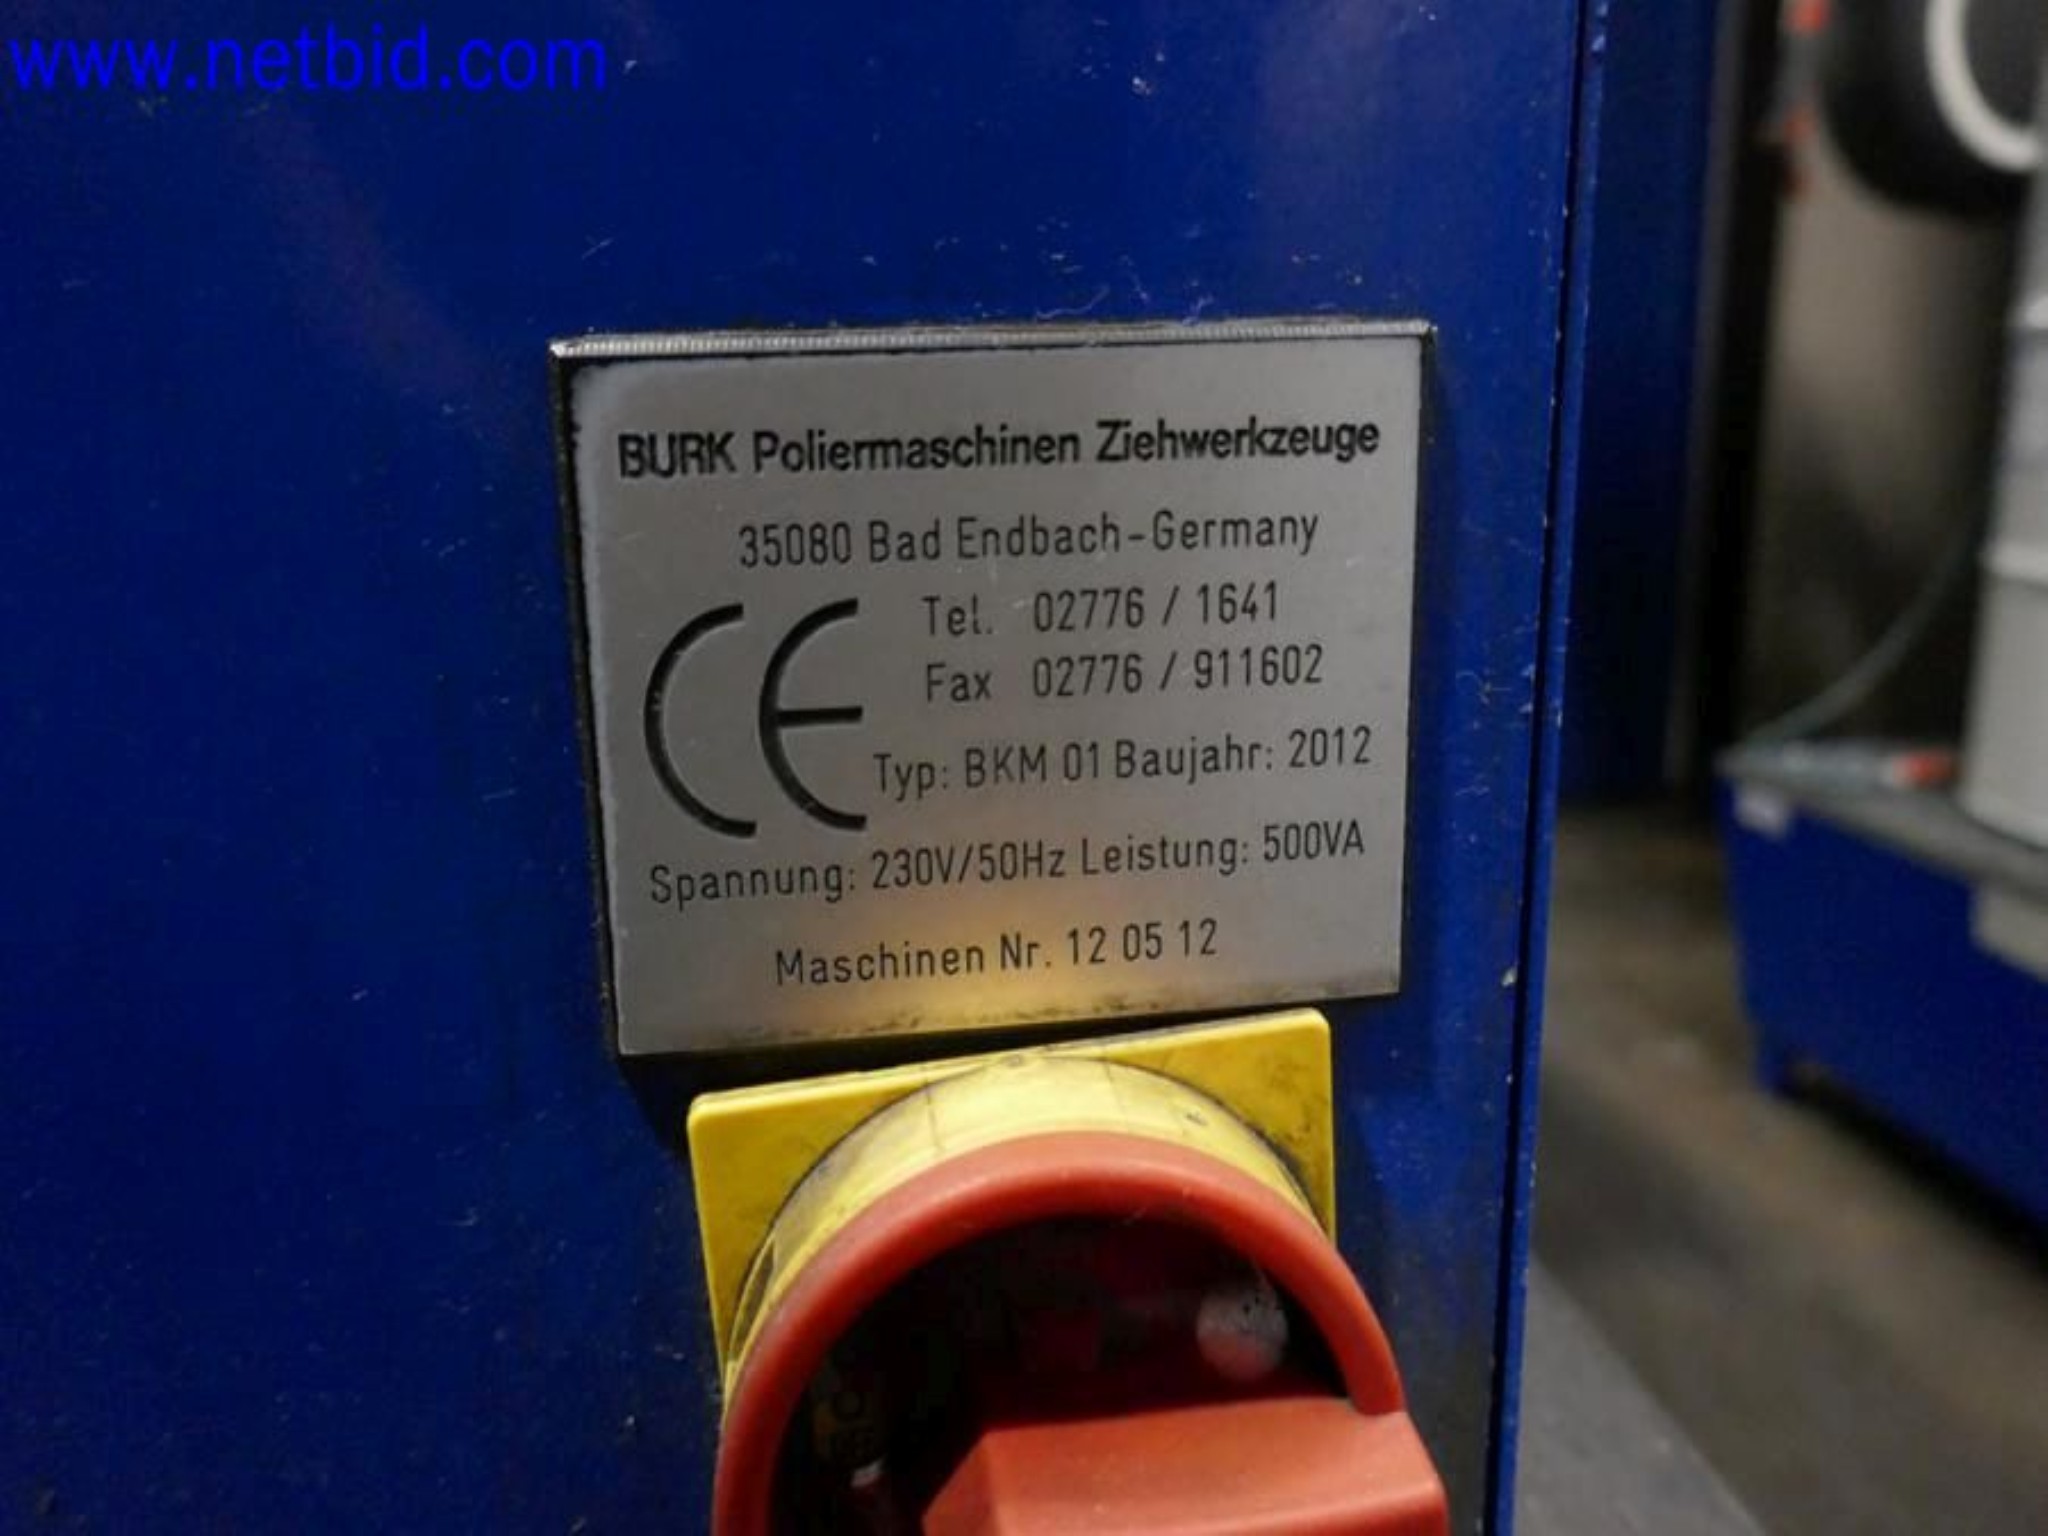 www.netbid.com
BURK Poliermaschinen Ziehwerkzeuge
35080 Bad Endbach-Germany
CE
Tel. 02776 / 1641
Fax 02776 / 911602
Typ: BKM 01 Baujahr: 2012
Spannung: 230V/50Hz Leistung: 500VA
Maschinen Nr. 12 05 12